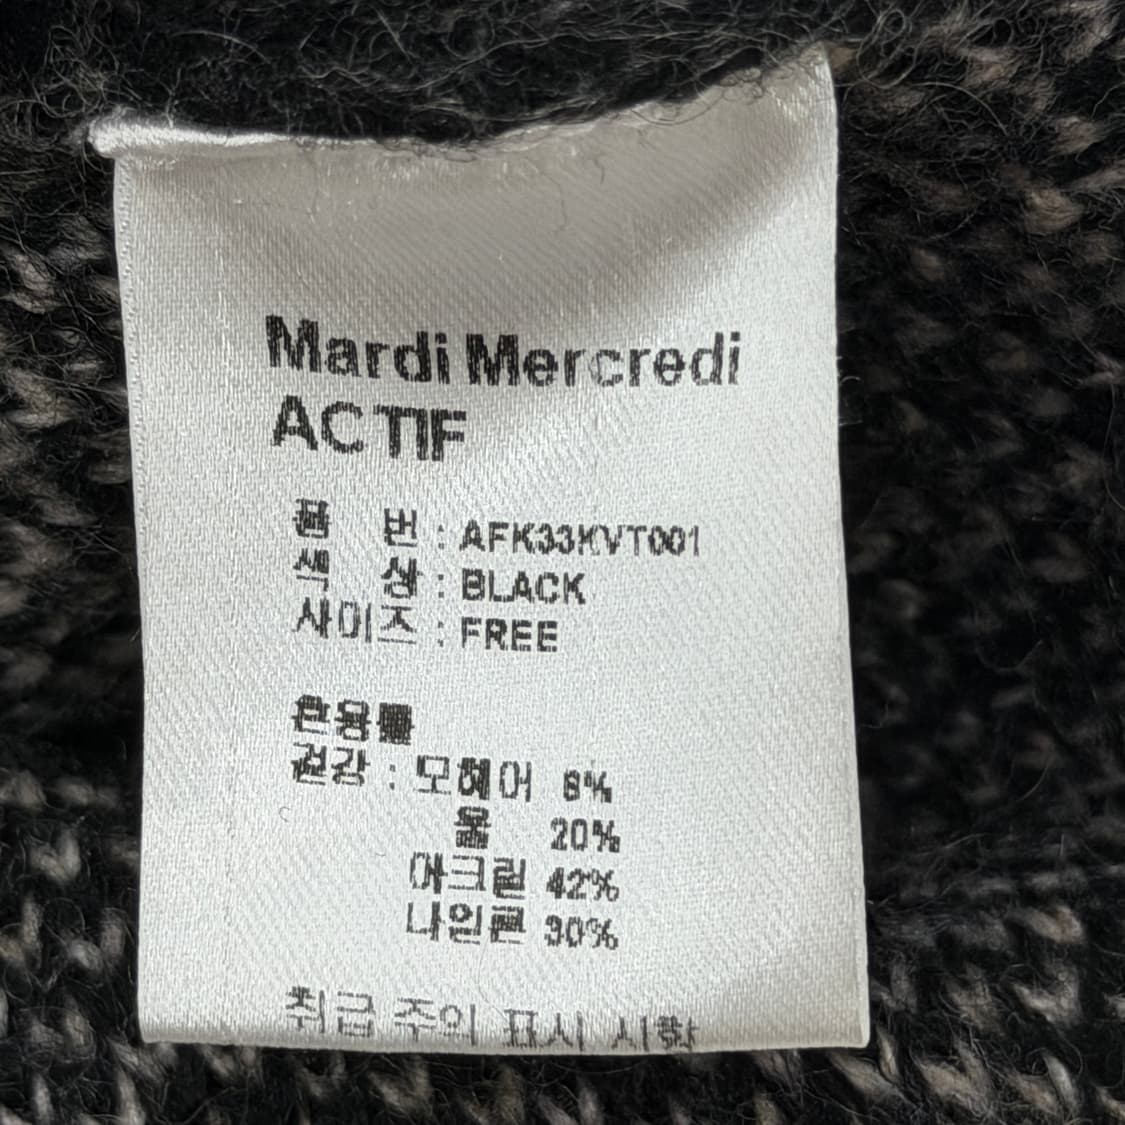 Mardi Mercredi
ACTIF
품 번 : AFK33KVT001
색 상 : BLACK
사이즈 : FREE
혼용률
겉감 : 모헤어 8%
울 20%
아크릴 42%
나일론 30%
취급 주의 표시 사항